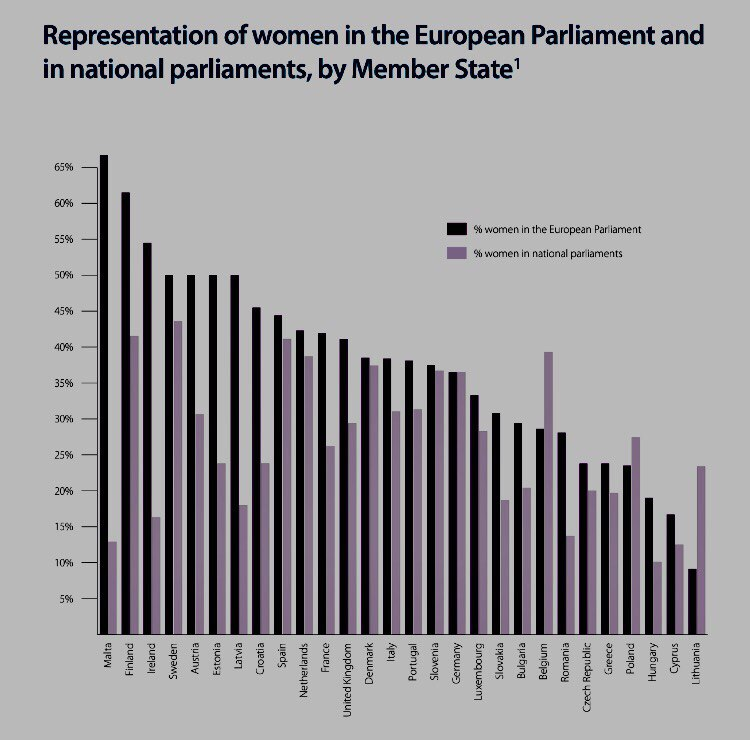 Representation of women in the European Parliament and
in national parliaments, by Member State¹
65%
60%
55%
50%
45%
40%
35%
30%
25%
20%
15%
10%
5%
% women in the European Parliament
% women in national parliaments
Malta
Finland
Ireland
Sweden
Austria
Estonia
Latvia
Croatia
Spain
Netherlands
France
United Kingdom
Denmark
Italy
Portugal
Slovenia
Germany
Luxembourg
Slovakia
Bulgaria
Belgium
Romania
Czech Republic
Greece
Poland
Hungary
Cyprus
Lithuania